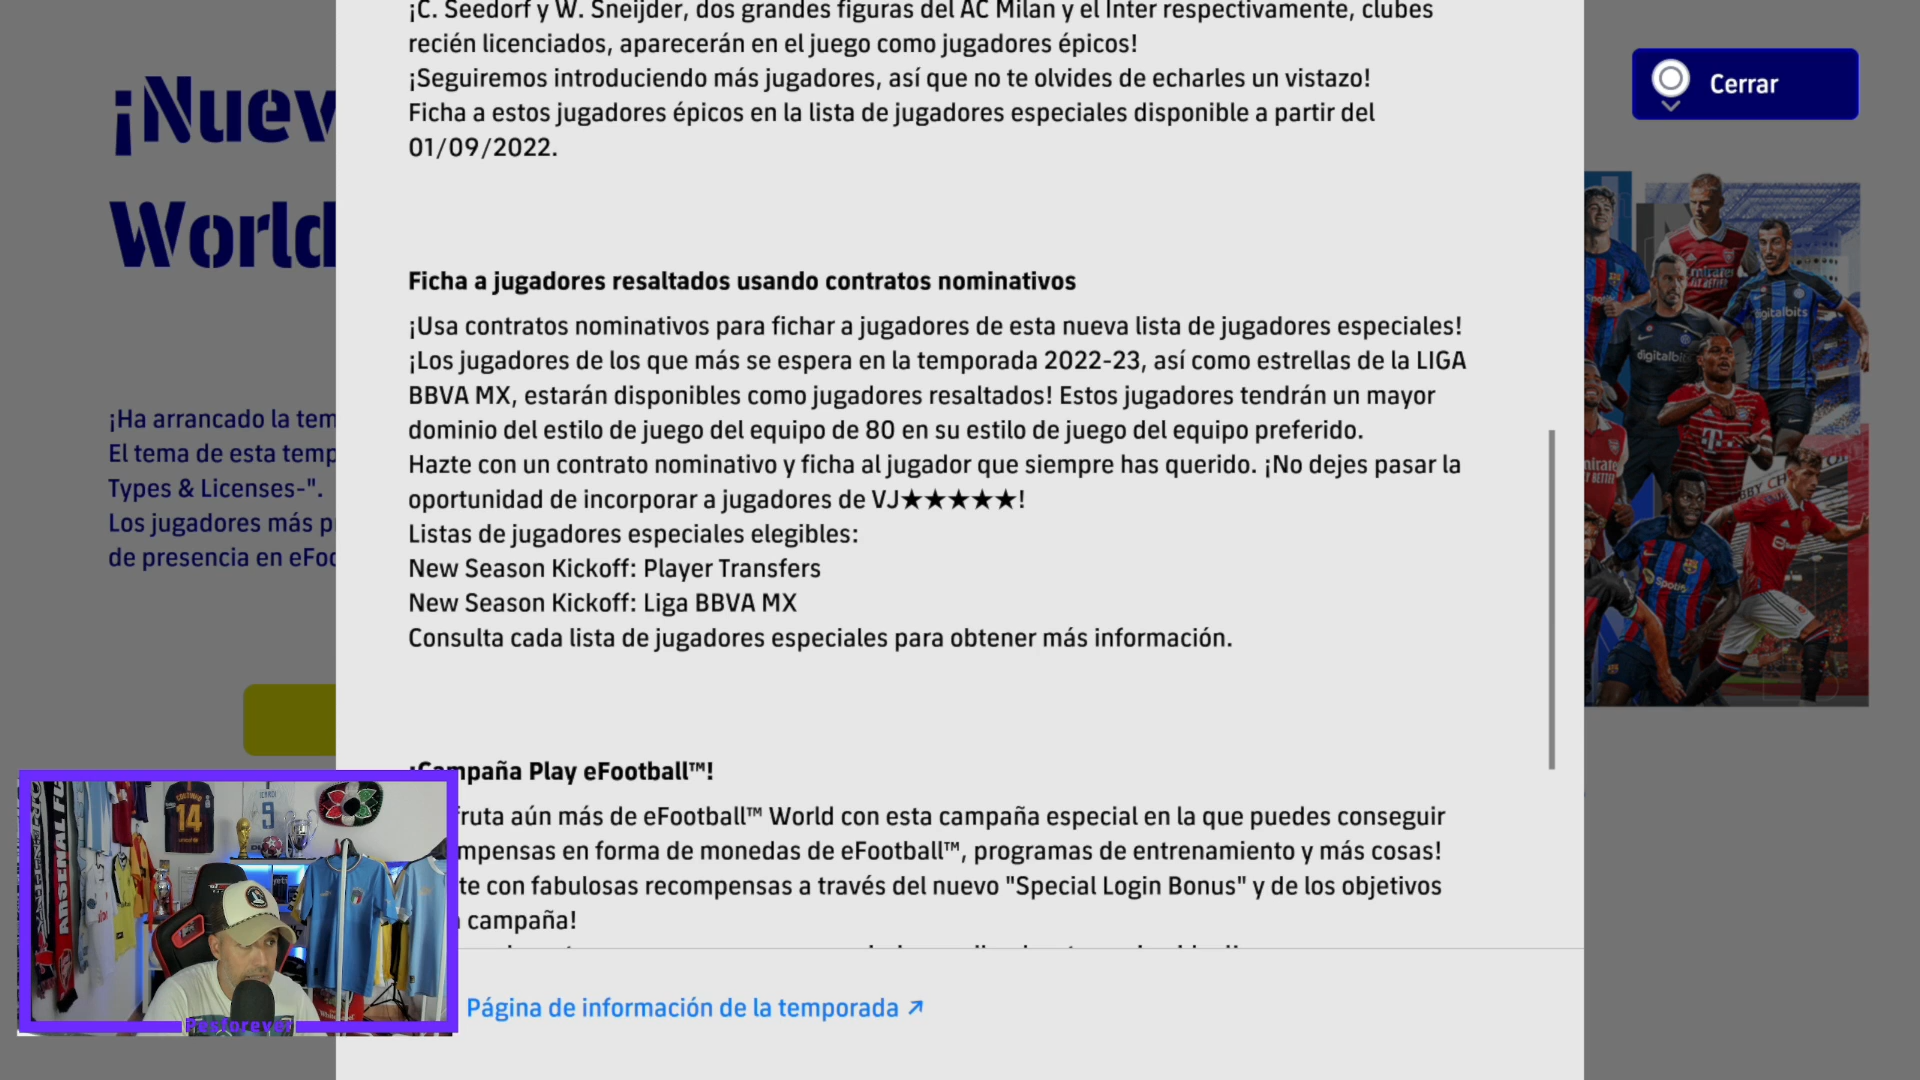 ¡C. Seedorf y W. Sneijder, dos grandes figuras del AC Milan y el Inter respectivamente, clubes
recién licenciados, aparecerán en el juego como jugadores épicos!
¡Seguiremos introduciendo más jugadores, así que no te olvides de echarles un vistazo!
Ficha a estos jugadores épicos en la lista de jugadores especiales disponible a partir del
01/09/2022.
Cerrar
¡Nuev
World
¡Ha arrancado la tem
El tema de esta temp
Types & Licenses-".
Los jugadores más p
de presencia en eFoo
Ficha a jugadores resaltados usando contratos nominativos
¡Usa contratos nominativos para fichar a jugadores de esta nueva lista de jugadores especiales!
¡Los jugadores de los que más se espera en la temporada 2022-23, así como estrellas de la LIGA
BBVA MX, estarán disponibles como jugadores resaltados! Estos jugadores tendrán un mayor
dominio del estilo de juego del equipo de 80 en su estilo de juego del equipo preferido.
Hazte con un contrato nominativo y ficha al jugador que siempre has querido. ¡No dejes pasar la
oportunidad de incorporar a jugadores de VJ★★★★★!
Listas de jugadores especiales elegibles:
New Season Kickoff: Player Transfers
New Season Kickoff: Liga BBVA MX
Consulta cada lista de jugadores especiales para obtener más información.
¡Campaña Play eFootball™!
fruta aún más de eFootball™ World con esta campaña especial en la que puedes conseguir
mpensas en forma de monedas de eFootball™, programas de entrenamiento y más cosas!
te con fabulosas recompensas a través del nuevo "Special Login Bonus" y de los objetivos
campaña!
Página de información de la temporada
ARSENAL FC
14
9
Pesforever
Emirates
FLY BETTER
digitalbits
digitalbits
Spotify
T